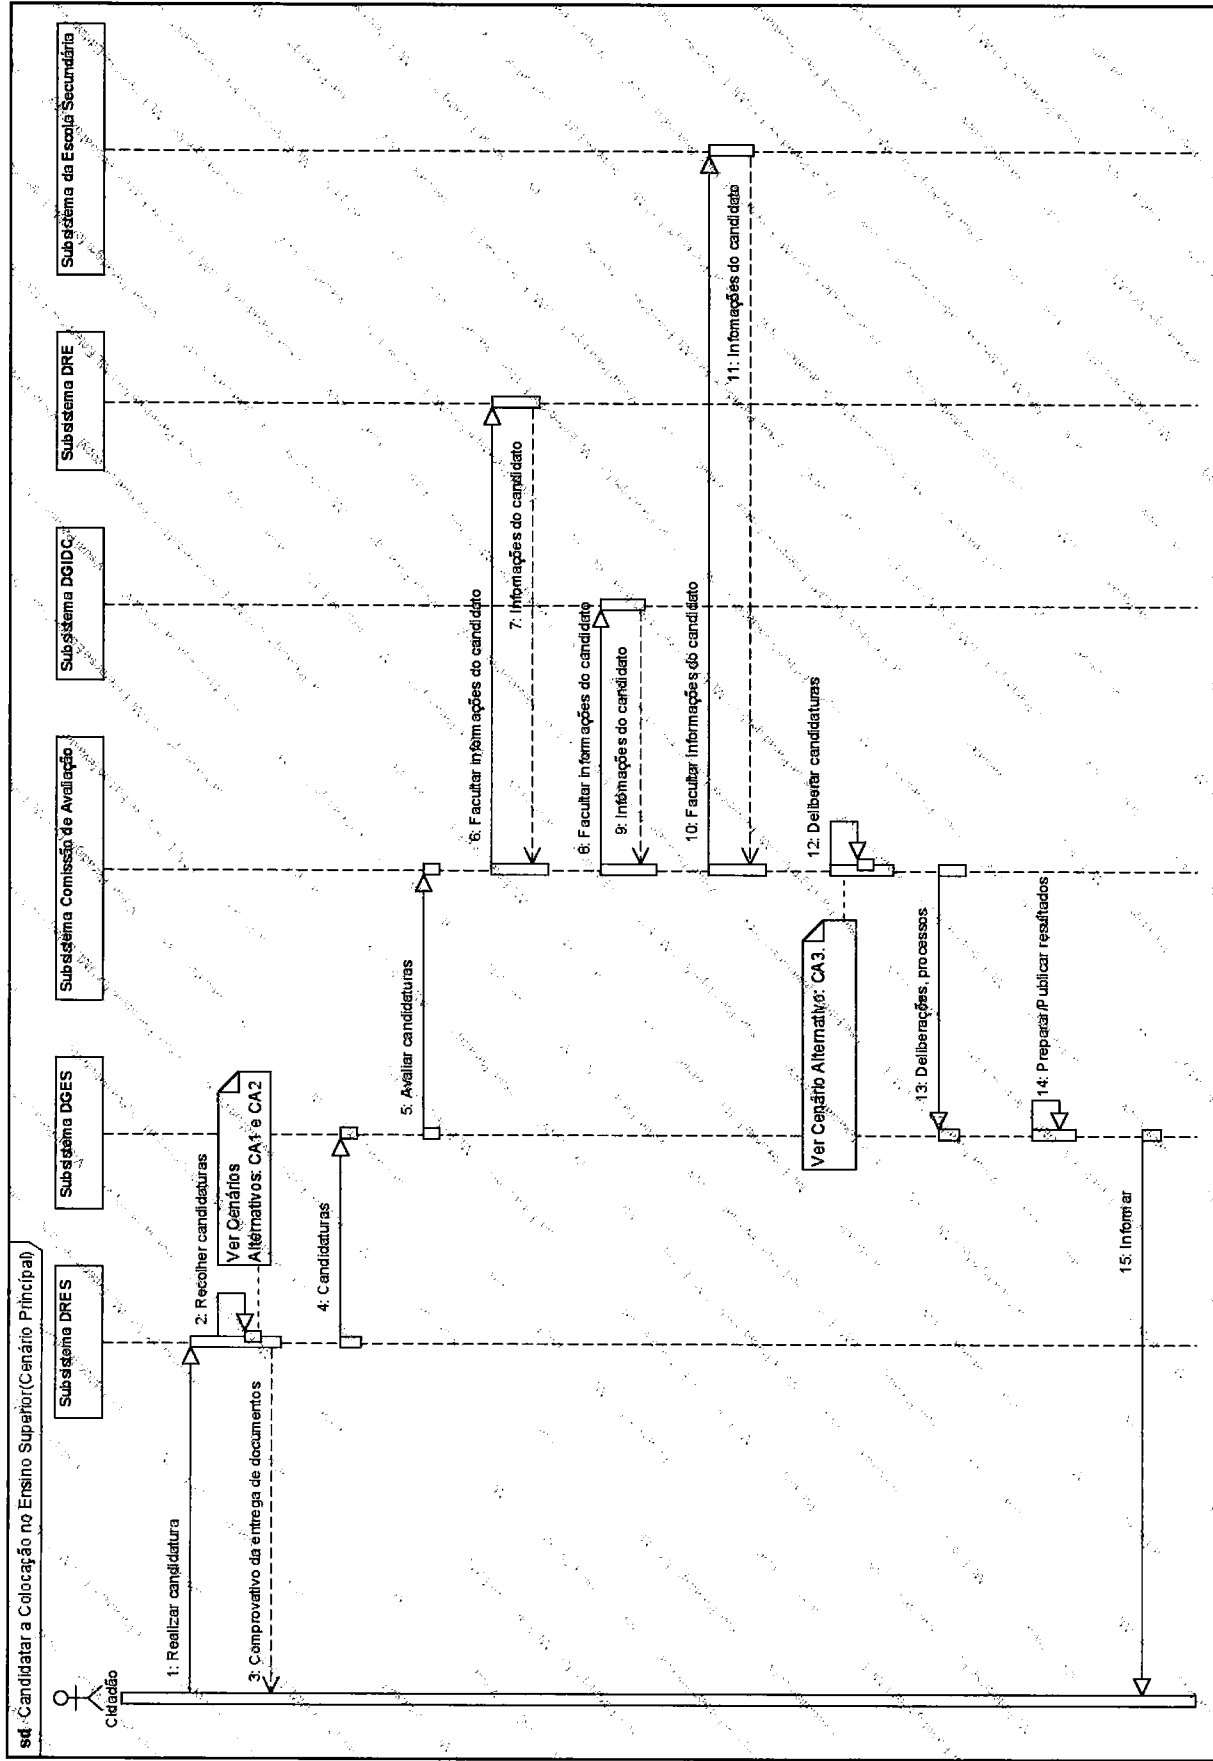 sd Candidatar a Colocação no Ensino Superior(Cenário Principal)
Cidadão
Subsistema DRES
Subsistema DGES
Subsistema Comissão de Avaliação
Subsistema DGIDC
Subsistema DRE
Subsistema da Escola Secundária
1: Realizar candidatura
2: Recolher candidaturas
Ver Cenários
Alternativos: CA1 e CA2
3: Comprovativo da entrega de documentos
4: Candidaturas
5: Avaliar candidaturas
6: Facultar informações do candidato
7: Informações do candidato
8: Facultar informações do candidato
9: Informações do candidato
10: Facultar informações do candidato
11: Informações do candidato
12: Deliberar candidaturas
Ver Cenário Alternativo: CA3.
13: Deliberações, processos
14: Preparar/Publicar resultados
15: Informar